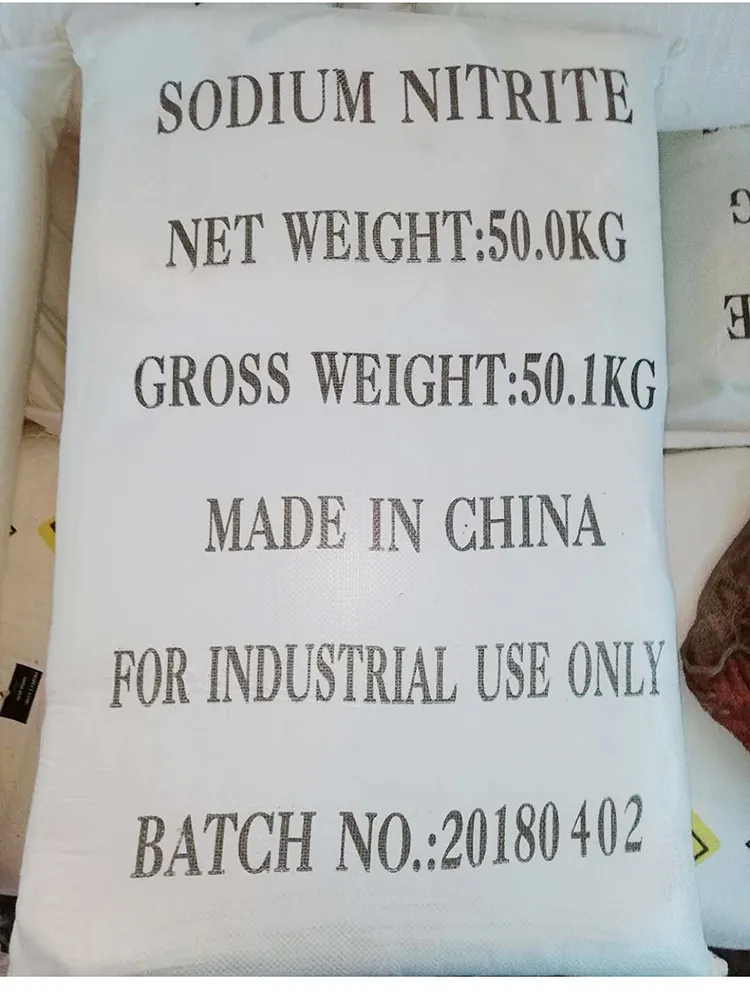 SODIUM NITRITE
NET WEIGHT:50.0KG
GROSS WEIGHT:50.1KG
MADE IN CHINA
FOR INDUSTRIAL USE ONLY
BATCH NO.:20180402